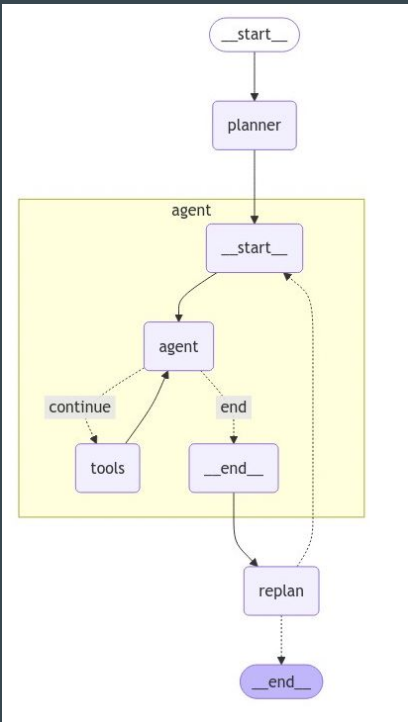 __start__
planner
agent
__start__
agent
continue
end
tools
__end__
replan
__end__